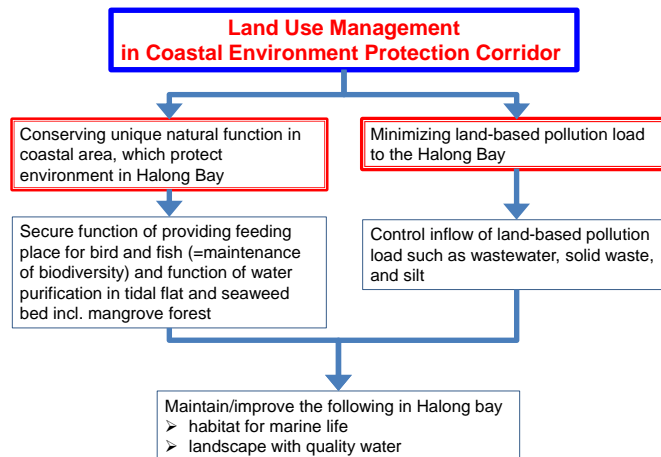 Land Use Management
in Coastal Environment Protection Corridor
Conserving unique natural function in
coastal area, which protect
environment in Halong Bay
Minimizing land-based pollution load
to the Halong Bay
Secure function of providing feeding
place for bird and fish (=maintenance
of biodiversity) and function of water
purification in tidal flat and seaweed
bed incl. mangrove forest
Control inflow of land-based pollution
load such as wastewater, solid waste,
and silt
Maintain/improve the following in Halong bay
➢ habitat for marine life
➢ landscape with quality water